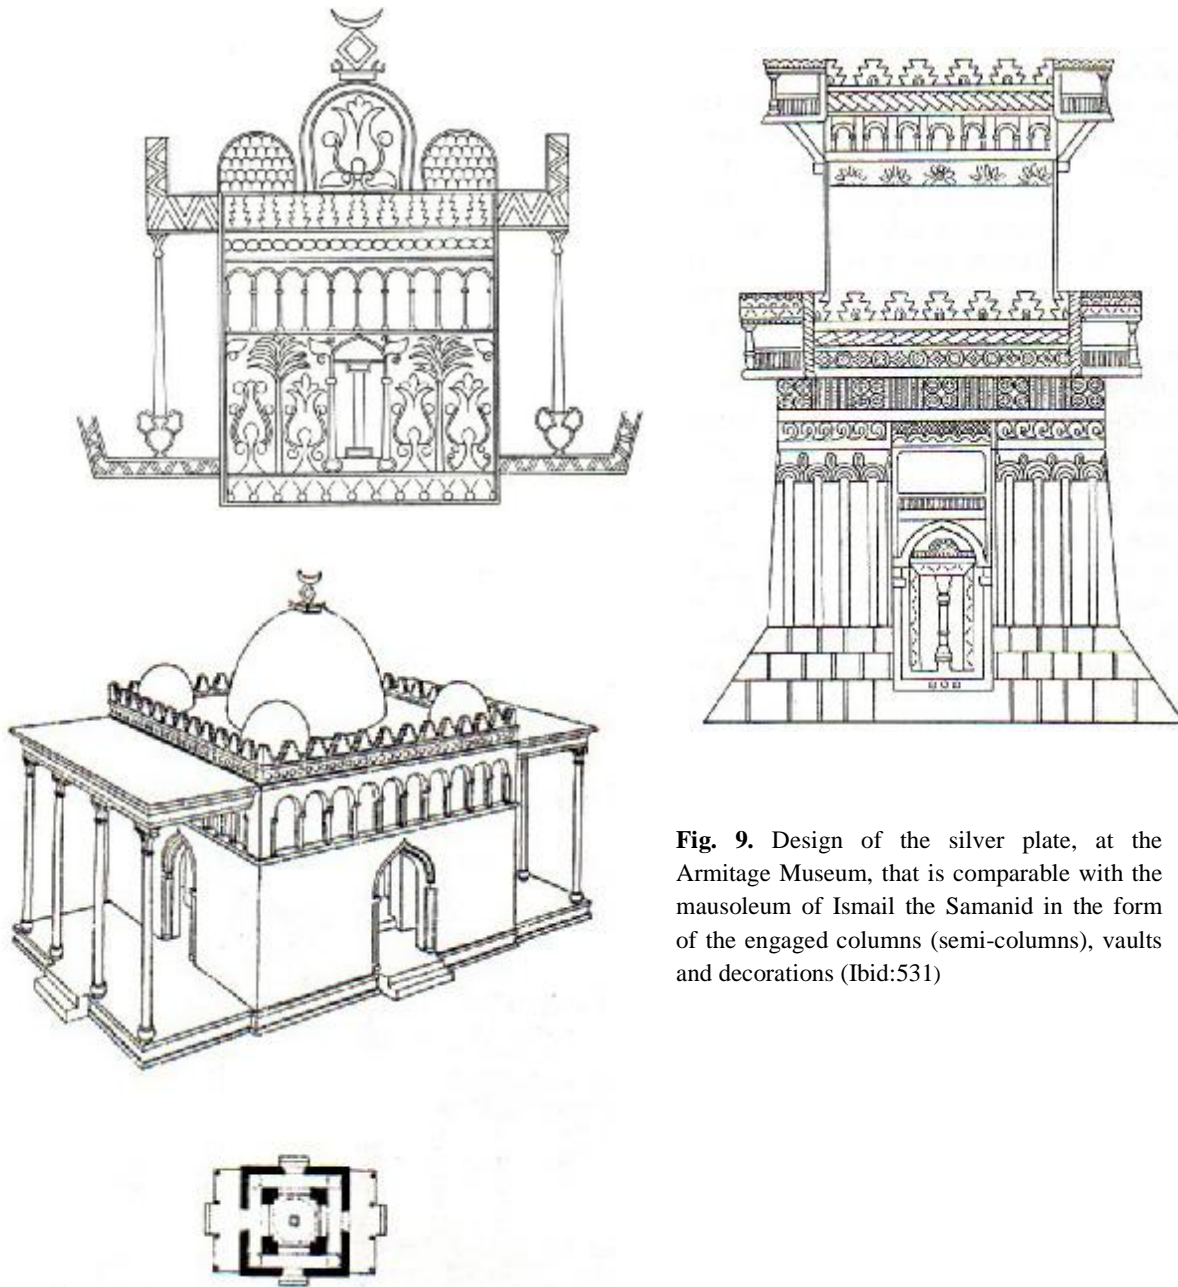 Fig. 9. Design of the silver plate, at the
Armitage Museum, that is comparable with the
mausoleum of Ismail the Samanid in the form
of the engaged columns (semi-columns), vaults
and decorations (Ibid:531)